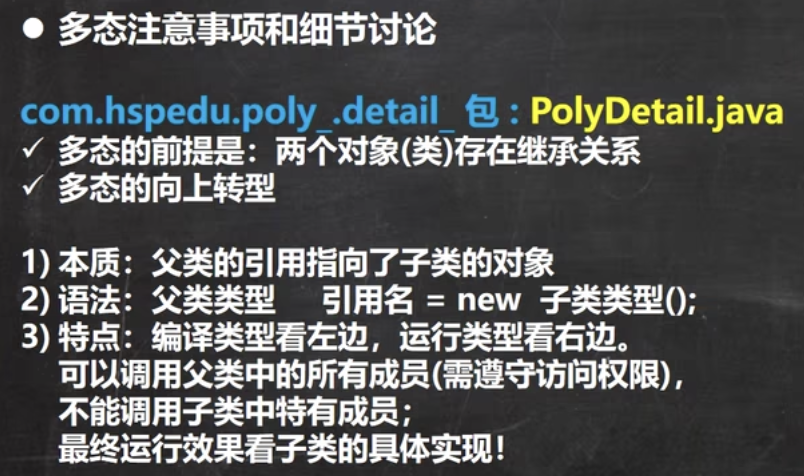 ● 多态注意事项和细节讨论
com.hspedu.poly_.detail_ 包 : PolyDetail.java
✓ 多态的前提是：两个对象(类)存在继承关系
✓ 多态的向上转型
1) 本质：父类的引用指向了子类的对象
2) 语法：父类类型 引用名 = new 子类类型();
3) 特点：编译类型看左边，运行类型看右边。
可以调用父类中的所有成员(需遵守访问权限)，
不能调用子类中特有成员；
最终运行效果看子类的具体实现！